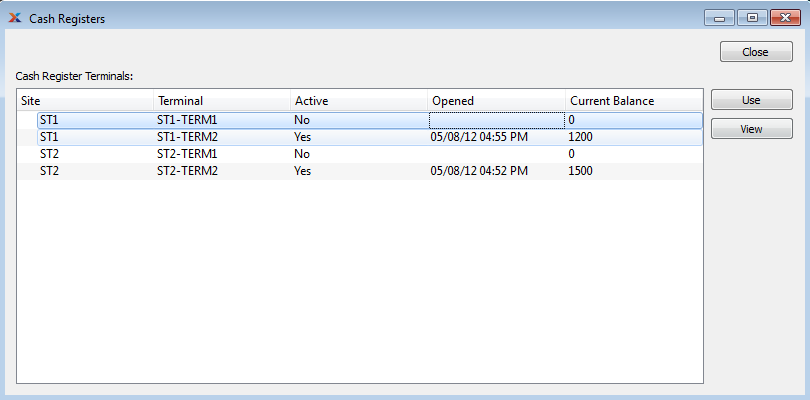 Cash Registers
Close
Cash Register Terminals:
Site Terminal Active Opened Current Balance
Use
ST1 ST1-TERM1 No 0
View
ST1 ST1-TERM2 Yes 05/08/12 04:55 PM 1200
ST2 ST2-TERM1 No 0
ST2 ST2-TERM2 Yes 05/08/12 04:52 PM 1500